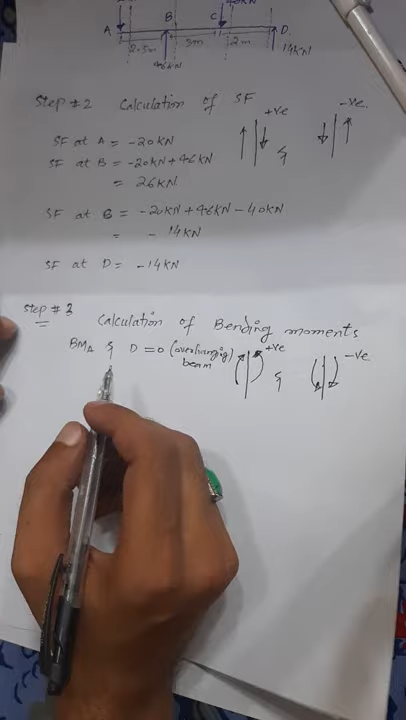 A B C D
2.5m 3m 2m
46KN 14KN
Step #2 Calculation of SF
+ve & -ve
SF at A = -20KN
SF at B = -20KN+46KN
= 26KN
SF at C = -20KN+46KN-40KN
= -14KN
SF at D = -14KN
Step #3
Calculation of Bending moments
BMA & D = 0 (overhanging) beam
+ve & -ve